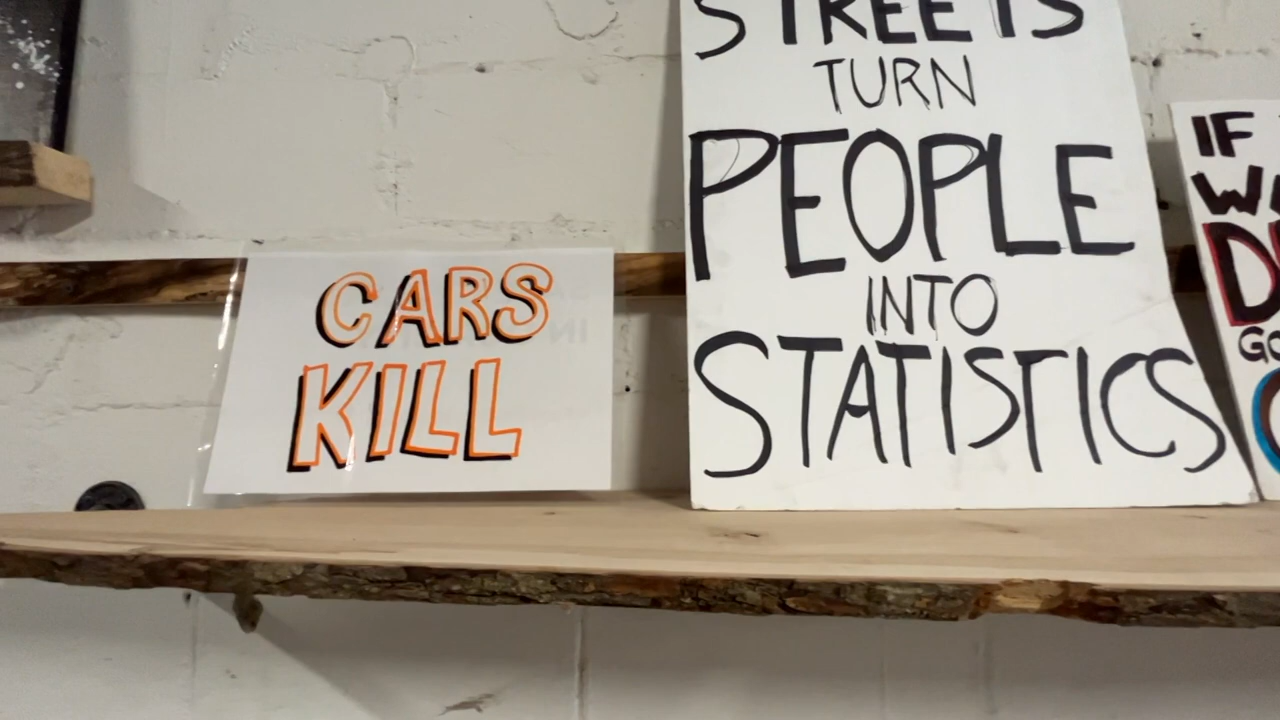 CARS
KILL
STREETS
TURN
PEOPLE
INTO
STATISTICS
IF